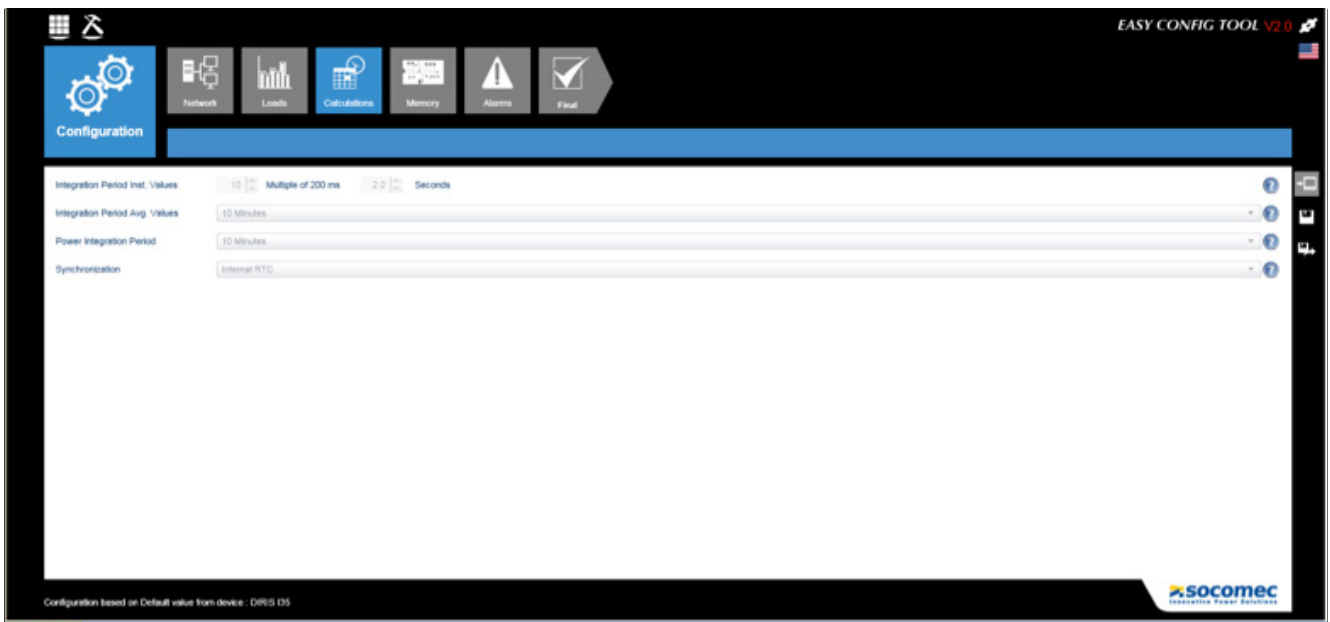 EASY CONFIG TOOL V2.0
Network Loads Calculations Memory Alarms Final
Configuration
Integration Period Inst. Values 10 Multiple of 200 ms 2.0 Seconds
Integration Period Avg. Values 10 Minutes
Power Integration Period 10 Minutes
Synchronization Internal RTC
socomec
Innovative Power Solutions
Configuration based on Default value from device : DIRIS I35